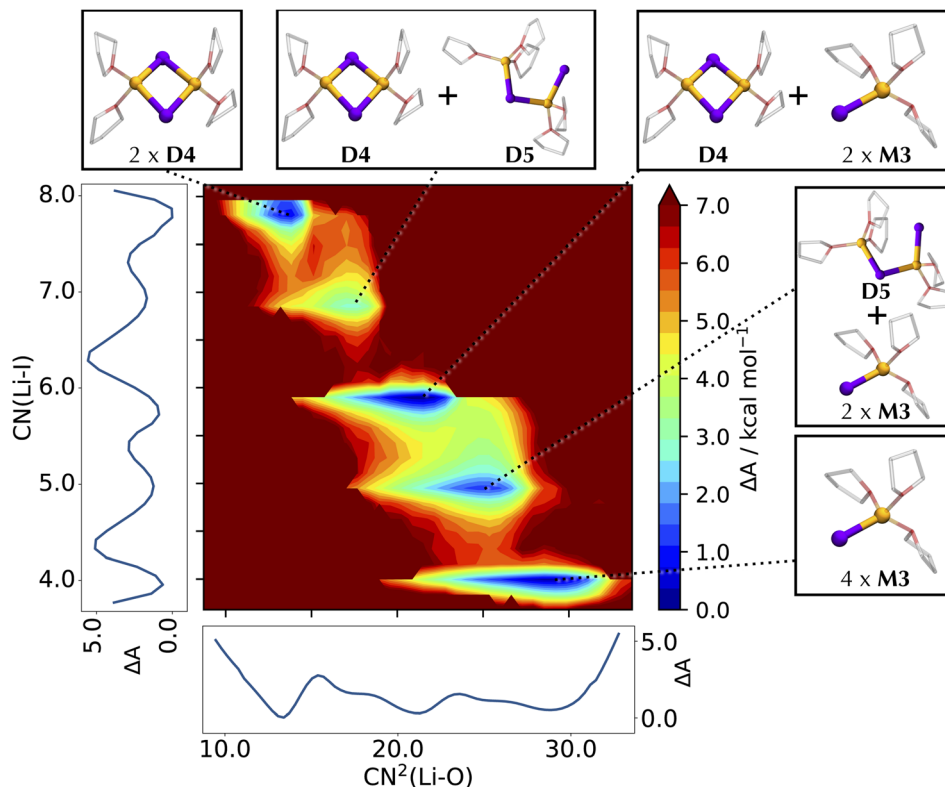 2 x D4
+
D4
D5
+
D4
2 x M3
D5
+
2 x M3
4 x M3
8.0
7.0
6.0
5.0
4.0
CN(Li-I)
5.0
0.0
ΔA
7.0
6.0
5.0
4.0
3.0
2.0
1.0
0.0
ΔA / kcal mol⁻¹
5.0
0.0
ΔA
10.0
20.0
30.0
CN²(Li-O)